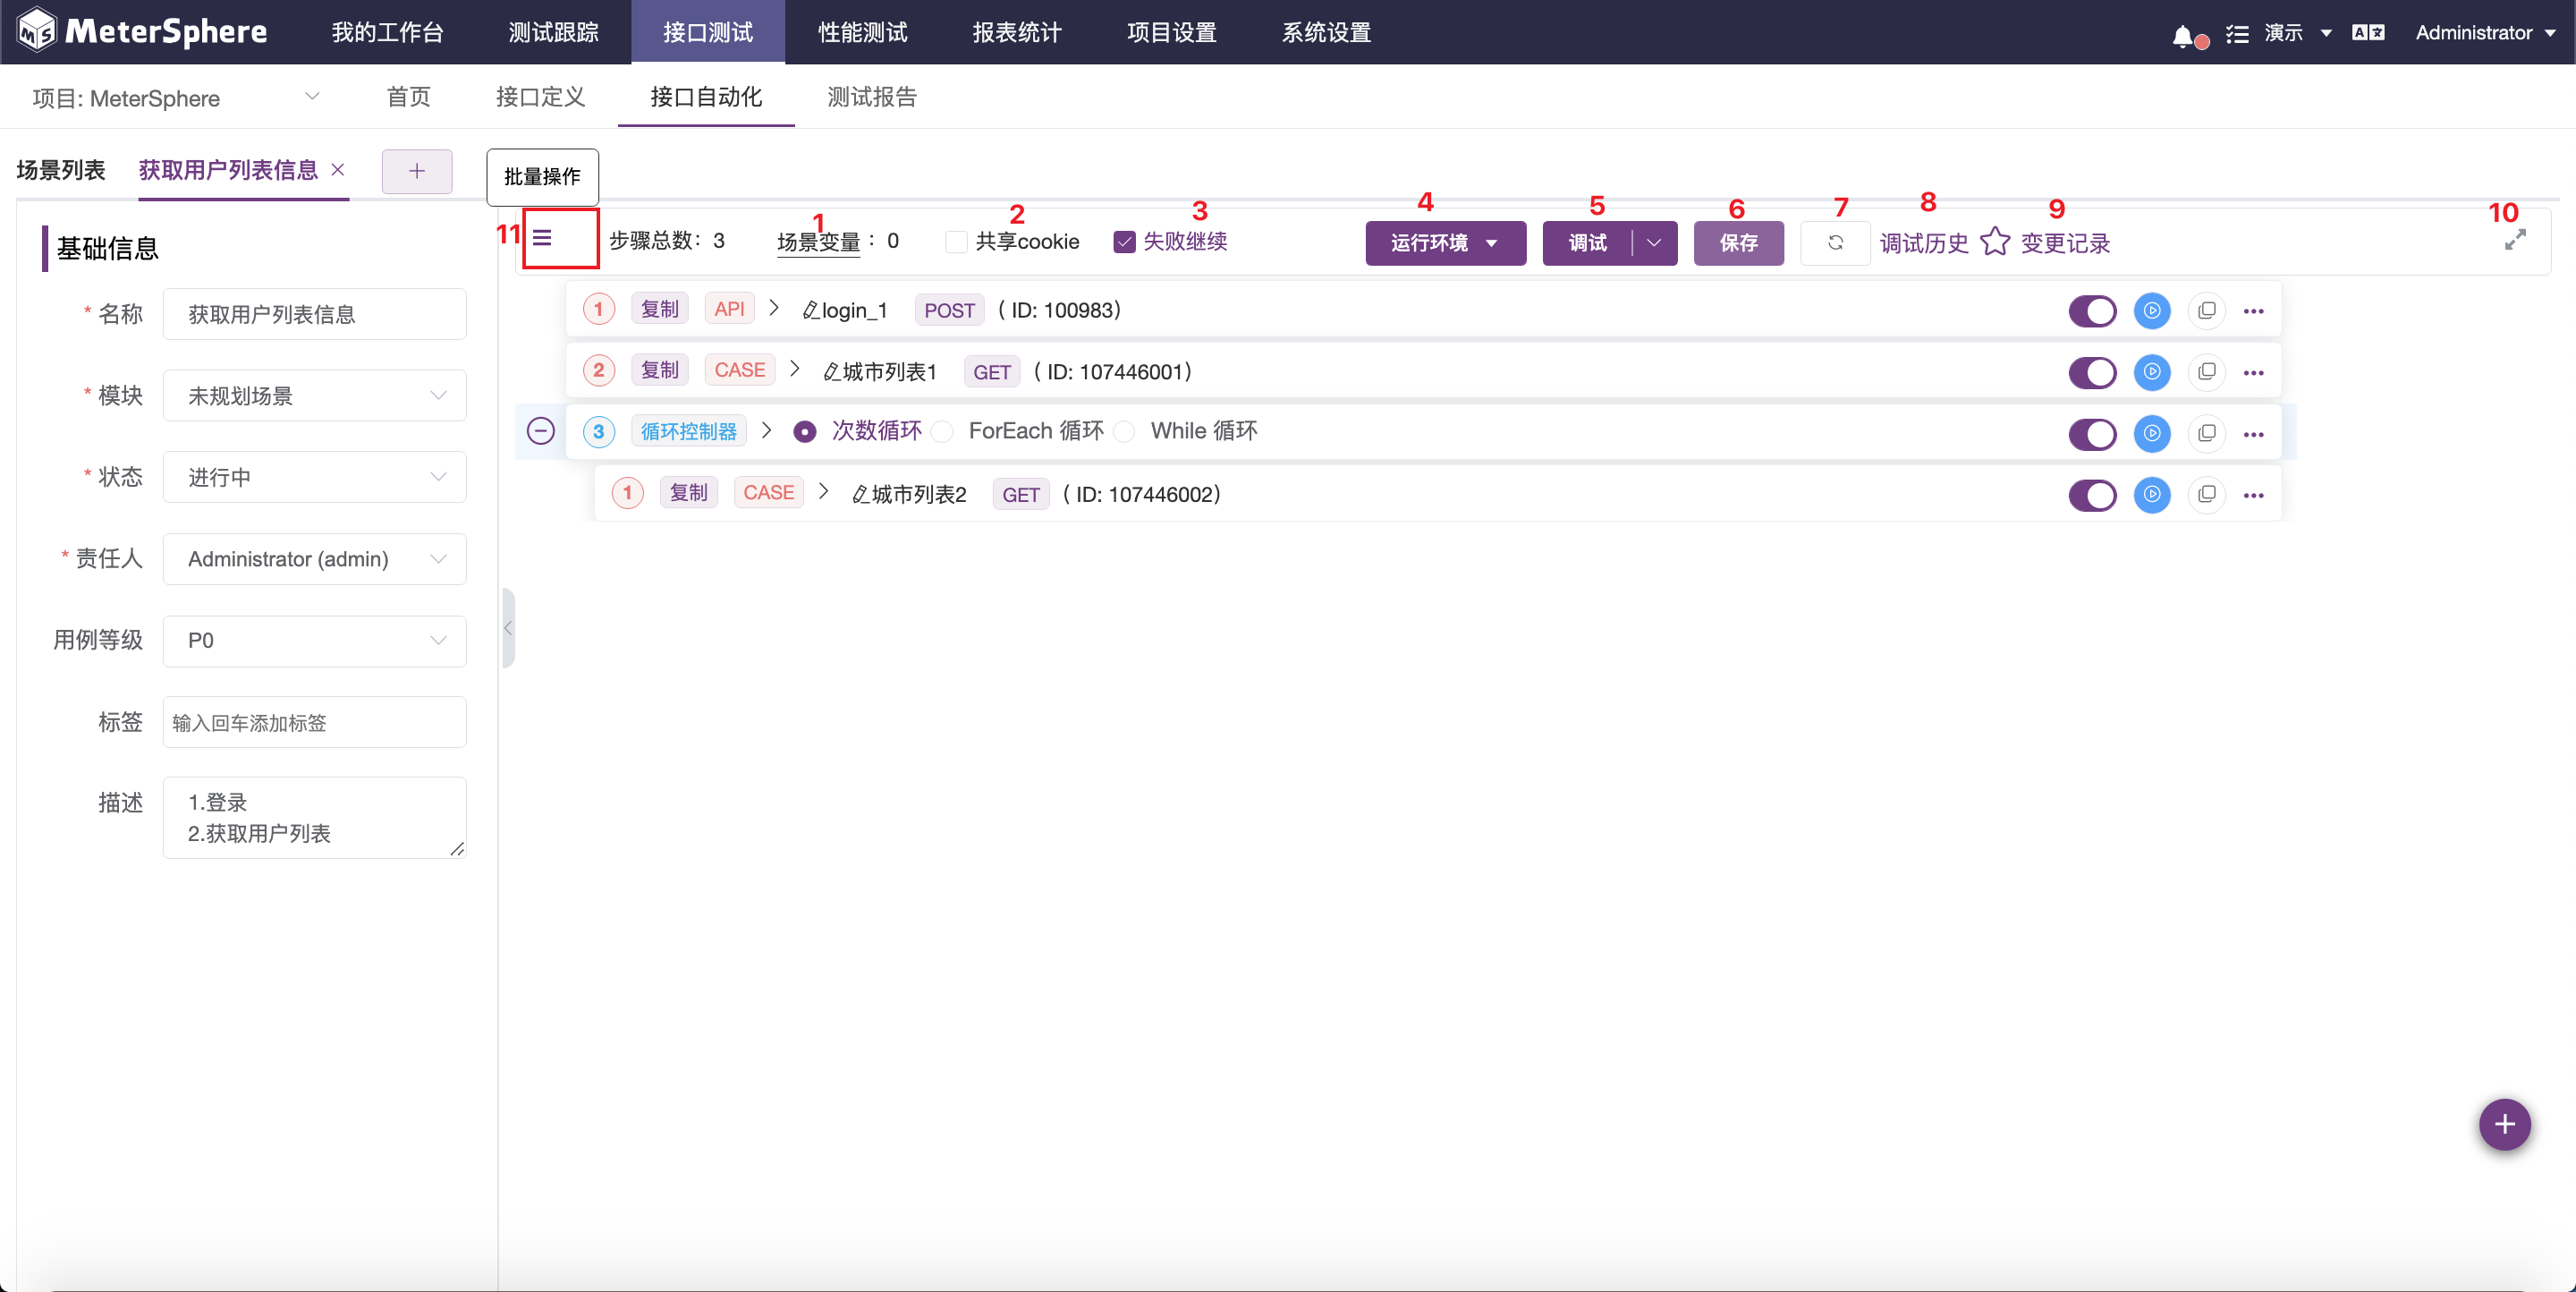 MeterSphere 我的工作台 测试跟踪 接口测试 性能测试 报表统计 项目设置 系统设置 演示 Administrator
项目: MeterSphere 首页 接口定义 接口自动化 测试报告
场景列表 获取用户列表信息 + 批量操作
1 2 3 4 5 6 7 8 9 10
11 步骤总数：3 场景变量：0 共享cookie 失败继续 运行环境 调试 保存 调试历史 变更记录
基础信息
* 名称 获取用户列表信息
* 模块 未规划场景
* 状态 进行中
* 责任人 Administrator (admin)
用例等级 P0
标签 输入回车添加标签
描述 1.登录
2.获取用户列表
1 复制 API login_1 POST ( ID: 100983)
2 复制 CASE 城市列表1 GET ( ID: 107446001)
3 循环控制器 次数循环 ForEach 循环 While 循环
1 复制 CASE 城市列表2 GET ( ID: 107446002)